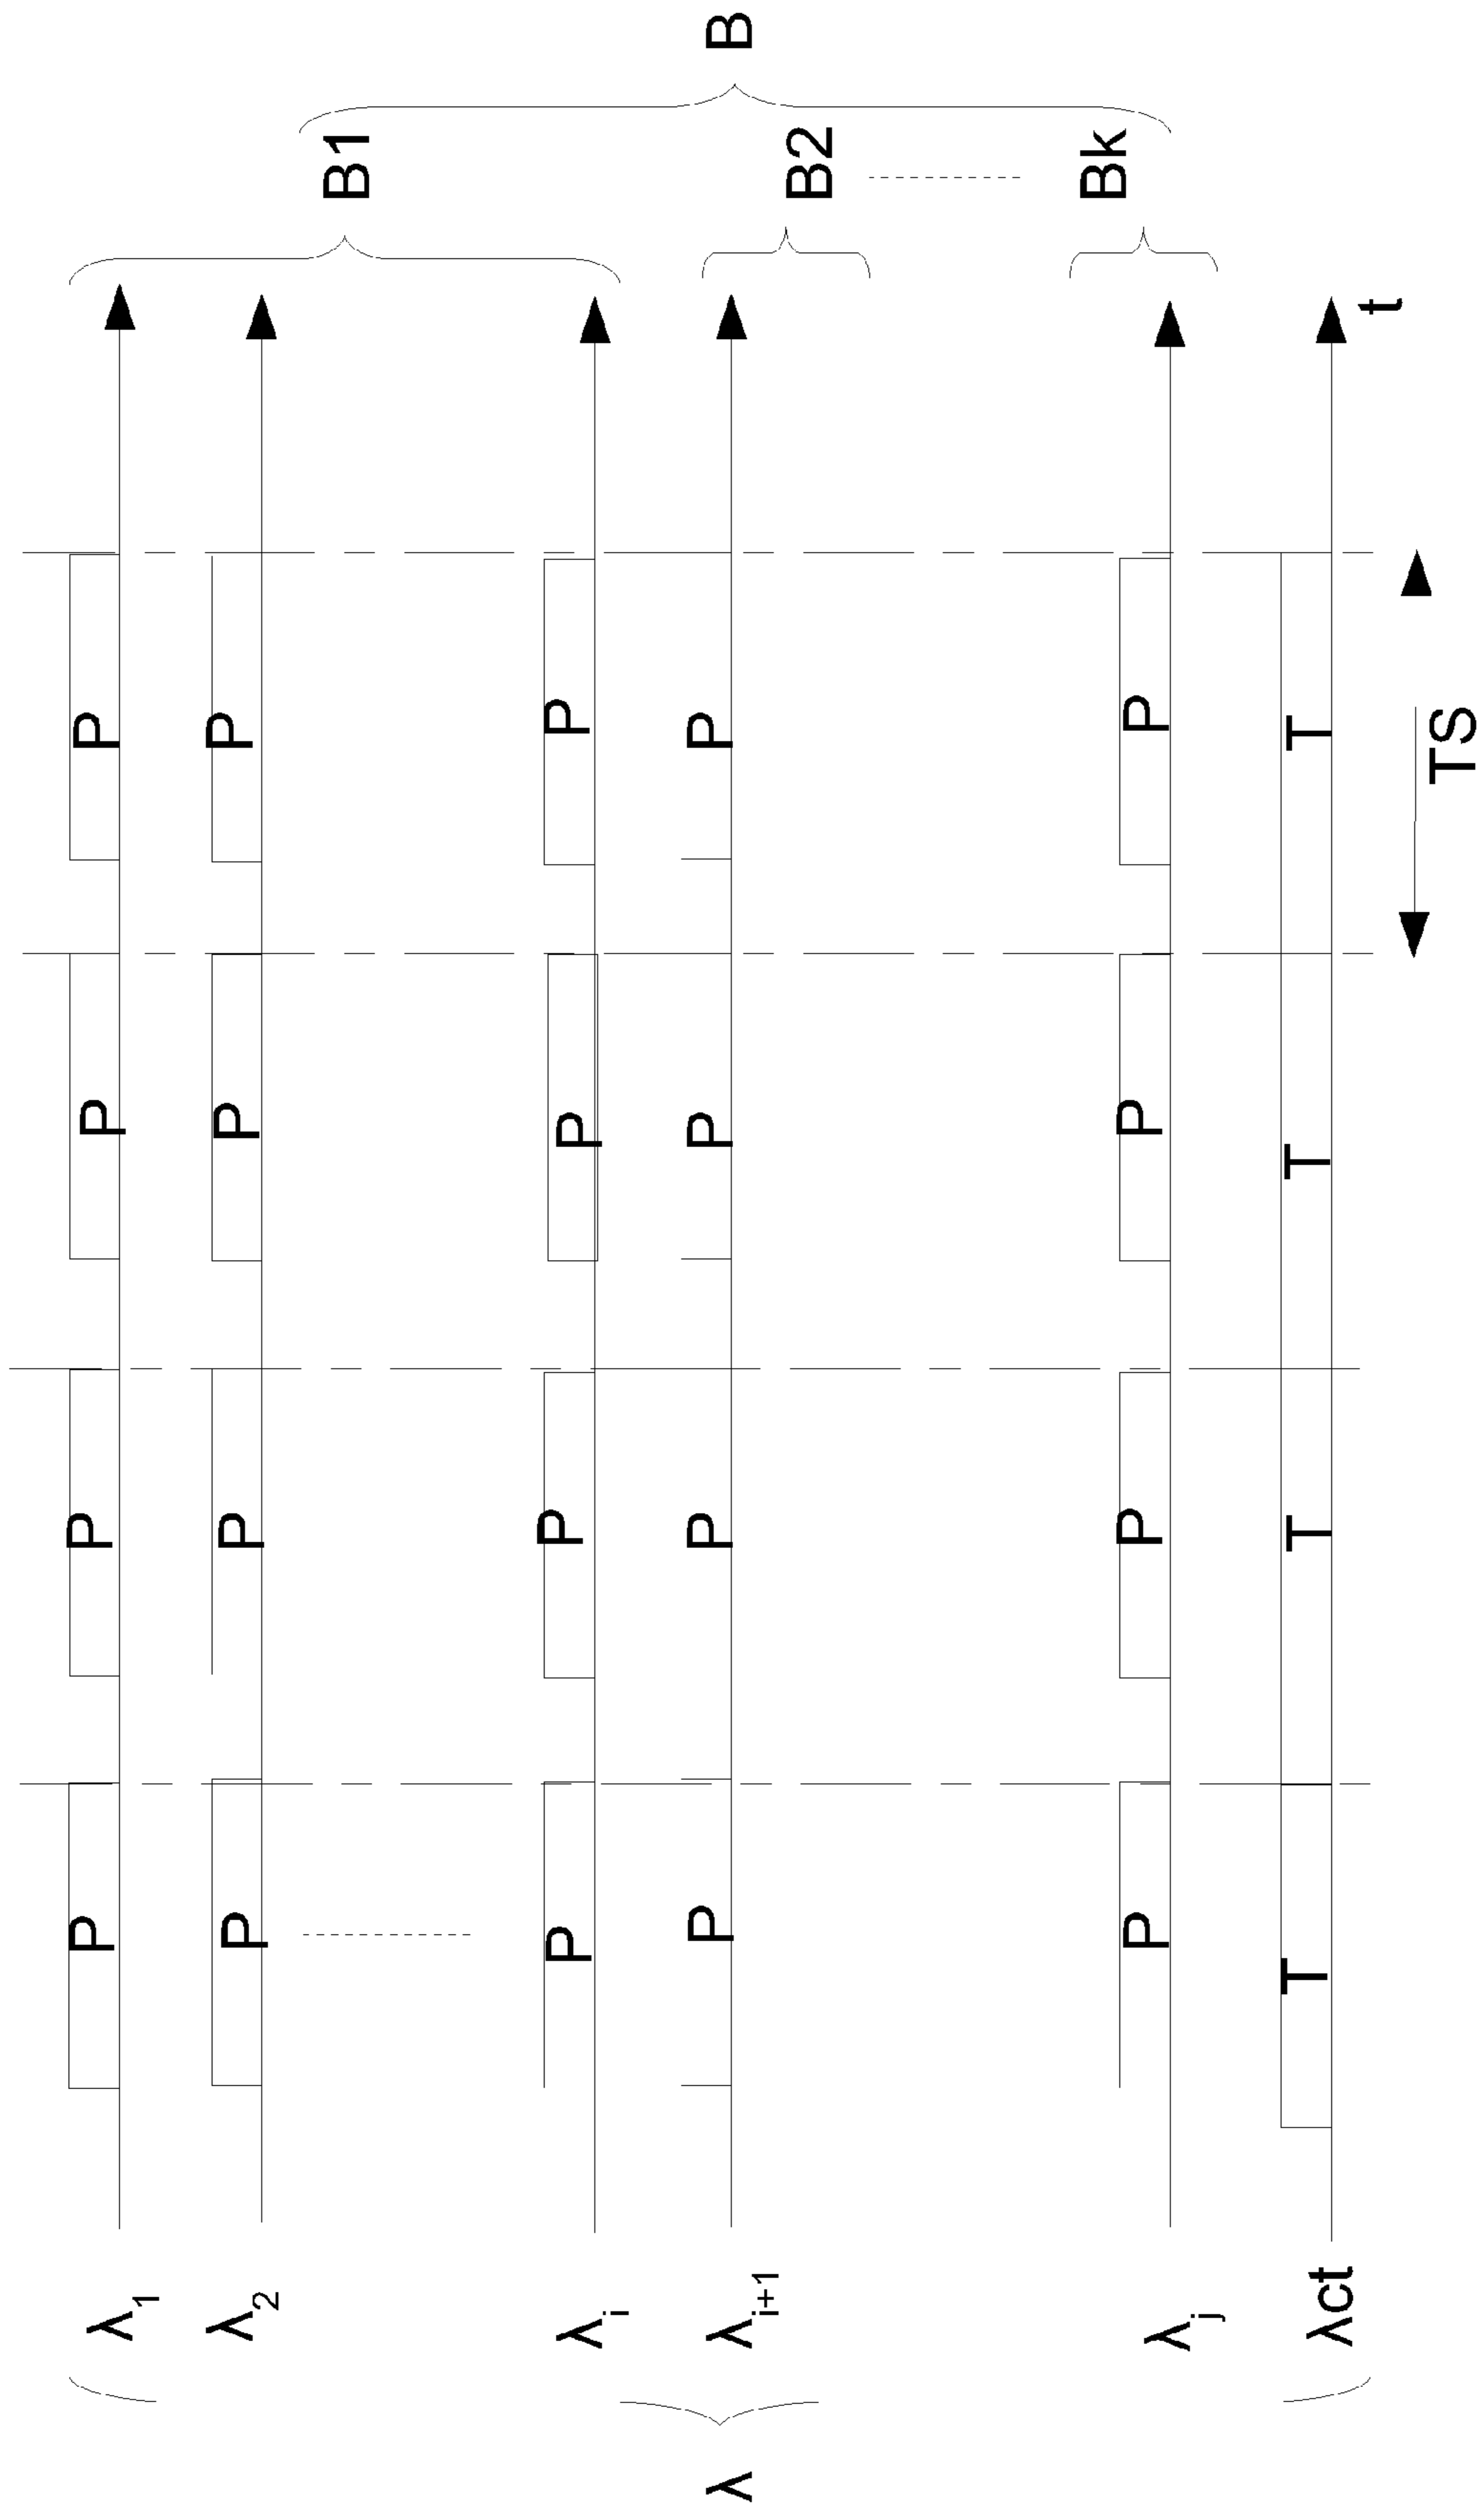 λ₁ P P P P
λ₂ P P P P
B1
λᵢ P P P P
λᵢ₊₁ P P P P
λ
B
B2
Bk
λⱼ P P P P
λct T T T T
t
TS